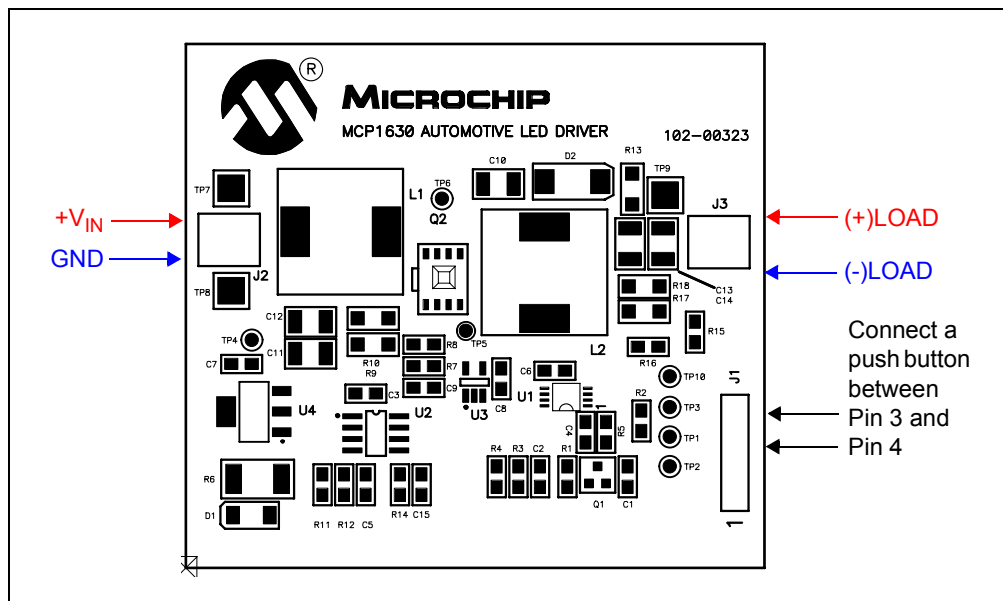 ®
MICROCHIP
MCP1630 AUTOMOTIVE LED DRIVER
102-00323
R13
C10
D2
TP9
TP7
L1
TP6
Q2
J3
+VIN
(+)LOAD
GND
(-)LOAD
J2
TP8
C13
C14
R18
R17
C12
TP4
TP5
R15
L2
R16
C11
R10
R9
R8
R7
C9
C7
C3
C6
TP10
J1
Connect a
push button
between
Pin 3 and
Pin 4
U4
U2
U3
C8
U1
1
R2
TP3
C4
R5
TP1
TP2
R6
D1
R4
R3
C2
R1
Q1
C1
R11
R12
C5
R14
C15
1